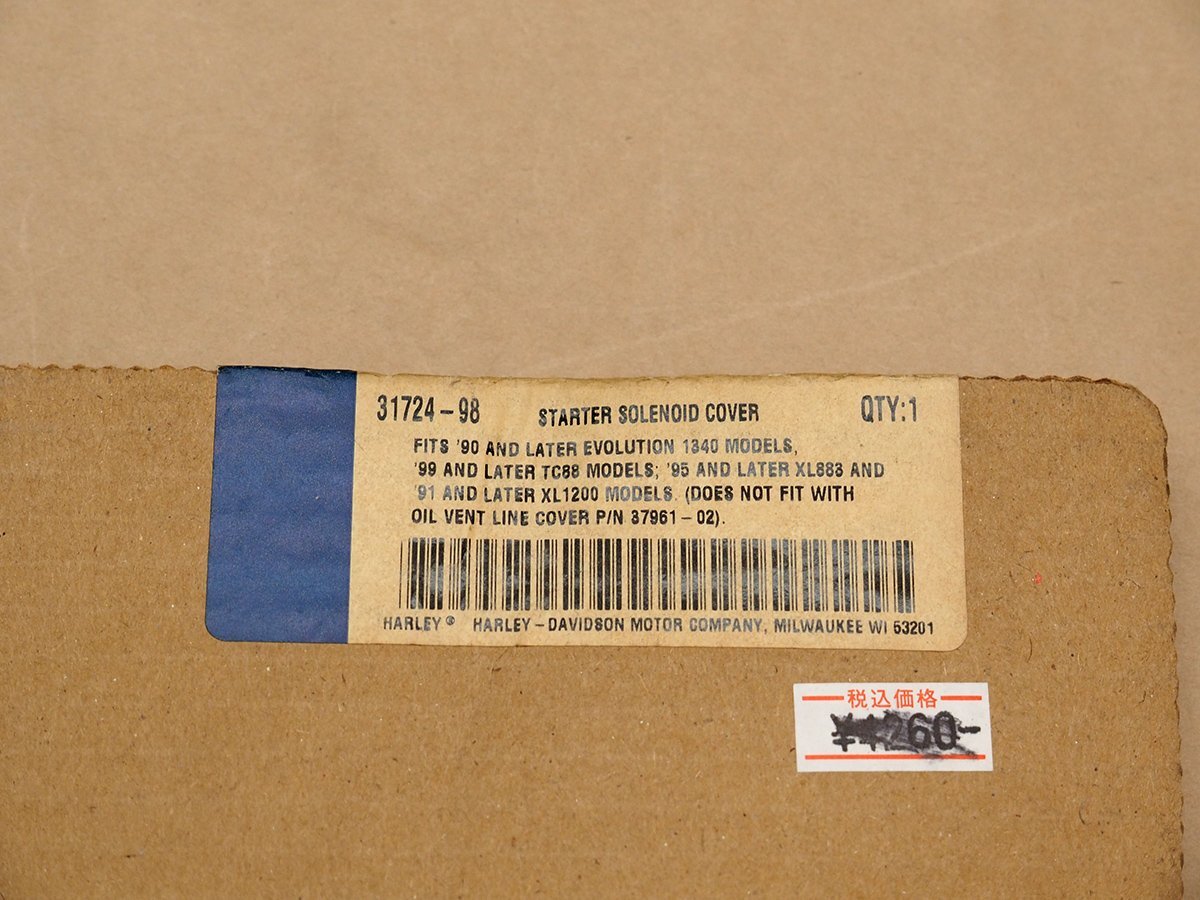 31724-98 STARTER SOLENOID COVER QTY:1
FITS '90 AND LATER EVOLUTION 1340 MODELS,
'99 AND LATER TC88 MODELS; '95 AND LATER XL883 AND
'91 AND LATER XL1200 MODELS. (DOES NOT FIT WITH
OIL VENT LINE COVER P/N 37961-02).
HARLEY® HARLEY-DAVIDSON MOTOR COMPANY, MILWAUKEE WI 53201
税込価格